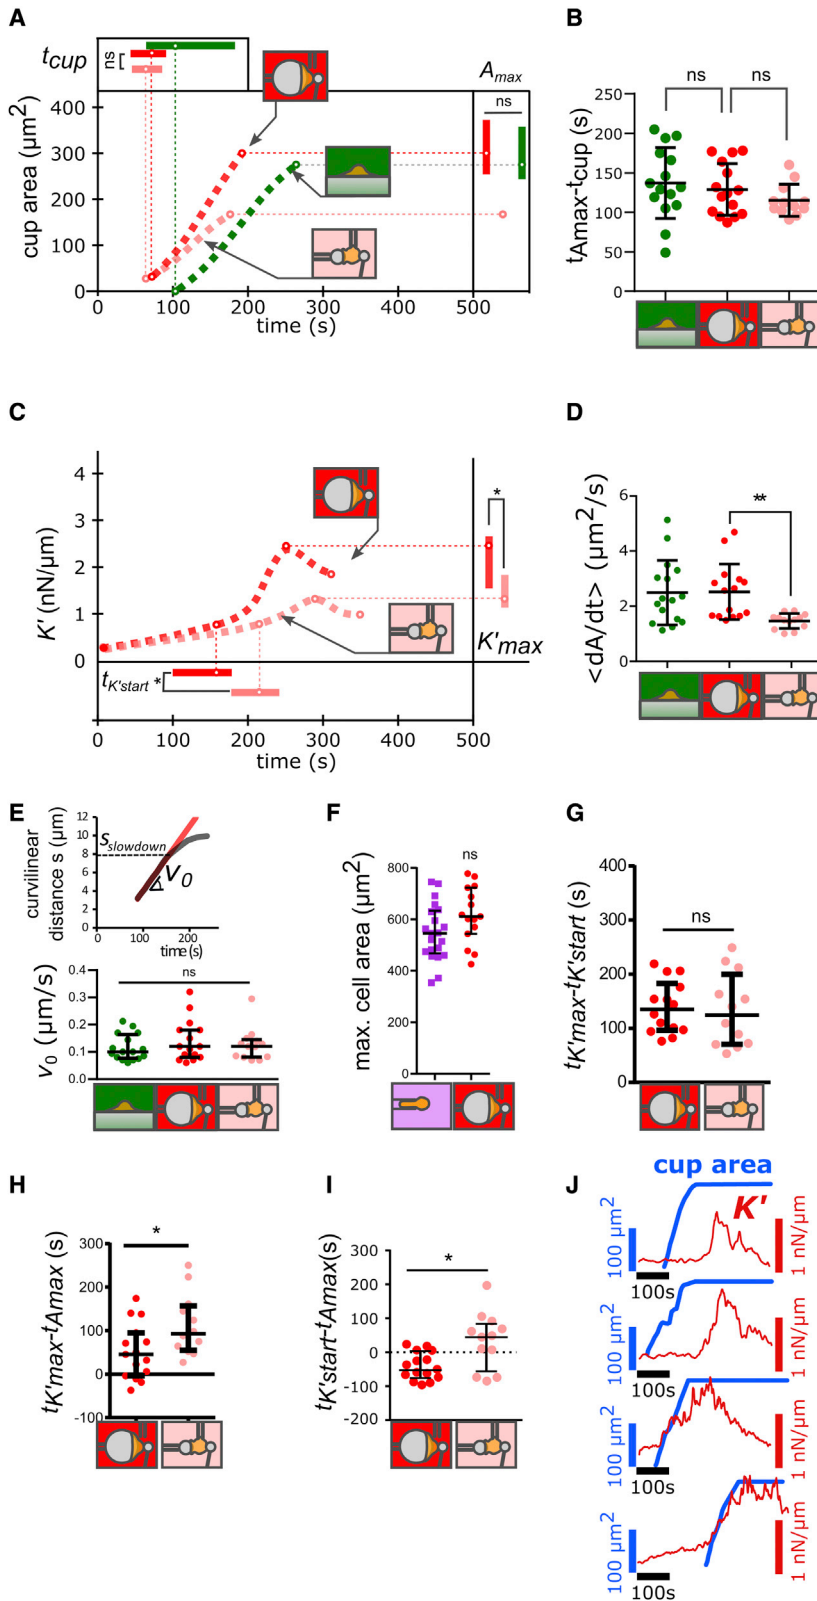 A
t_cup
ns
A_max
ns
cup area (µm²)
400
300
200
100
0
0 100 200 300 400 500
time (s)
B
ns ns
tAmax-tcup (s)
250
200
150
100
50
0
C
K' (nN/µm)
4
3
2
1
0
*
K'max
tK'start
*
0 100 200 300 400 500
time (s)
D
**
<dA/dt> (µm²/s)
6
4
2
0
E
curvilinear
distance s (µm)
12
10
8
6
4
2
0
Sslowdown
V0
0 100 200
time (s)
ns
V0 (µm/s)
0.4
0.3
0.2
0.1
0.0
F
ns
max. cell area (µm²)
800
600
400
200
0
G
ns
tK'max-tK'start (s)
300
200
100
0
H
*
tK'max-tAmax (s)
300
200
100
0
-100
I
*
tK'start-tAmax(s)
300
200
100
0
-100
-200
J
cup area
K'
100 µm²
1 nN/µm
100s
100 µm²
1 nN/µm
100s
100 µm²
1 nN/µm
100s
100 µm²
1 nN/µm
100s